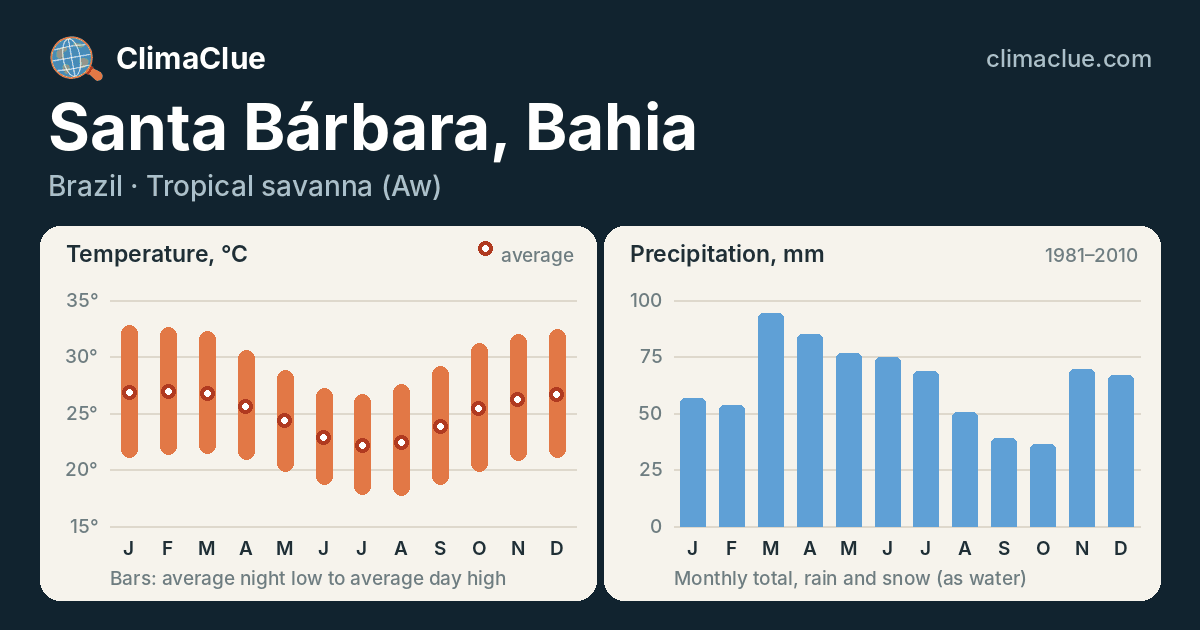 ClimaClue
climaclue.com
Santa Bárbara, Bahia
Brazil · Tropical savanna (Aw)
Temperature, °C
average
35°
30°
25°
20°
15°
J F M A M J J A S O N D
Bars: average night low to average day high
Precipitation, mm
1981–2010
100
75
50
25
0
J F M A M J J A S O N D
Monthly total, rain and snow (as water)